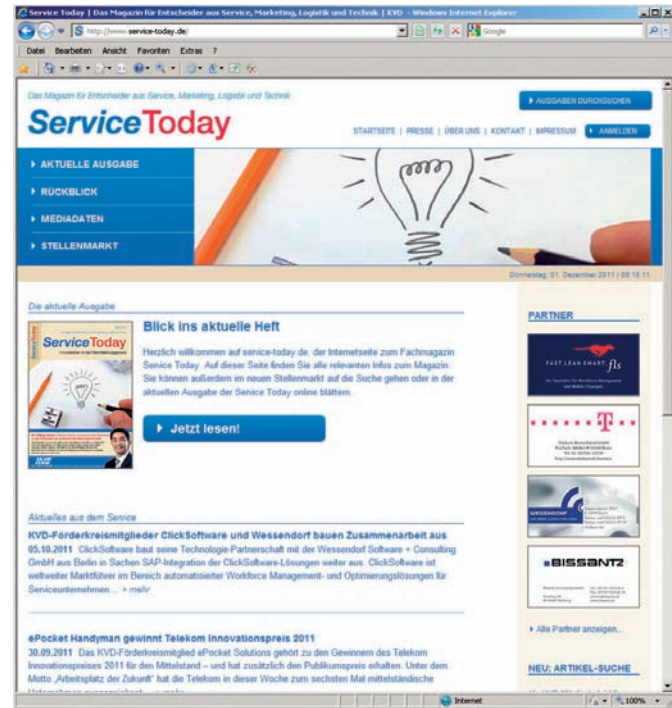 Service Today | Das Magazin für Entscheider aus Service, Marketing, Logistik und Technik | KVD - Windows Internet Explorer
http://www.service-today.de/
Google
Datei Bearbeiten Ansicht Favoriten Extras ?
Das Magazin für Entscheider aus Service, Marketing, Logistik und Technik
AUSGABEN DURCHSUCHEN
ServiceToday
STARTSEITE | PRESSE | ÜBER UNS | KONTAKT | IMPRESSUM
ANMELDEN
AKTUELLE AUSGABE
RÜCKBLICK
MEDIADATEN
STELLENMARKT
Donnerstag, 01. Dezember 2011 | 09:18:11
Die aktuelle Ausgabe
ServiceToday
Blick ins aktuelle Heft
Herzlich willkommen auf service-today.de, der Internetseite zum Fachmagazin
Service Today. Auf dieser Seite finden Sie alle relevanten Infos zum Magazin.
Sie können außerdem im neuen Stellenmarkt auf die Suche gehen oder in der
aktuellen Ausgabe der Service Today online blättern.
Jetzt lesen!
Aktuelles aus dem Service
KVD-Förderkreismitglieder ClickSoftware und Wessendorf bauen Zusammenarbeit aus
05.10.2011 ClickSoftware baut seine Technologie-Partnerschaft mit der Wessendorf Software + Consulting
GmbH aus Berlin in Sachen SAP-Integration der ClickSoftware-Lösungen weiter aus. ClickSoftware ist
weltweiter Marktführer im Bereich automatisierter Workforce Management- und Optimierungslösungen für
Serviceunternehmen... » mehr
ePocket Handyman gewinnt Telekom Innovationspreis 2011
30.09.2011 Das KVD-Förderkreismitglied ePocket Solutions gehört zu den Gewinnern des Telekom
Innovationspreises 2011 für den Mittelstand – und hat zusätzlich den Publikumspreis erhalten. Unter dem
Motto „Arbeitsplatz der Zukunft“ hat die Telekom in dieser Woche zum sechsten Mal mittelständische
PARTNER
FAST LEAN SMART fls
T
WESSENDORF
BISSANTZ
Alle Partner anzeigen...
NEU: ARTIKEL-SUCHE
Internet
100%